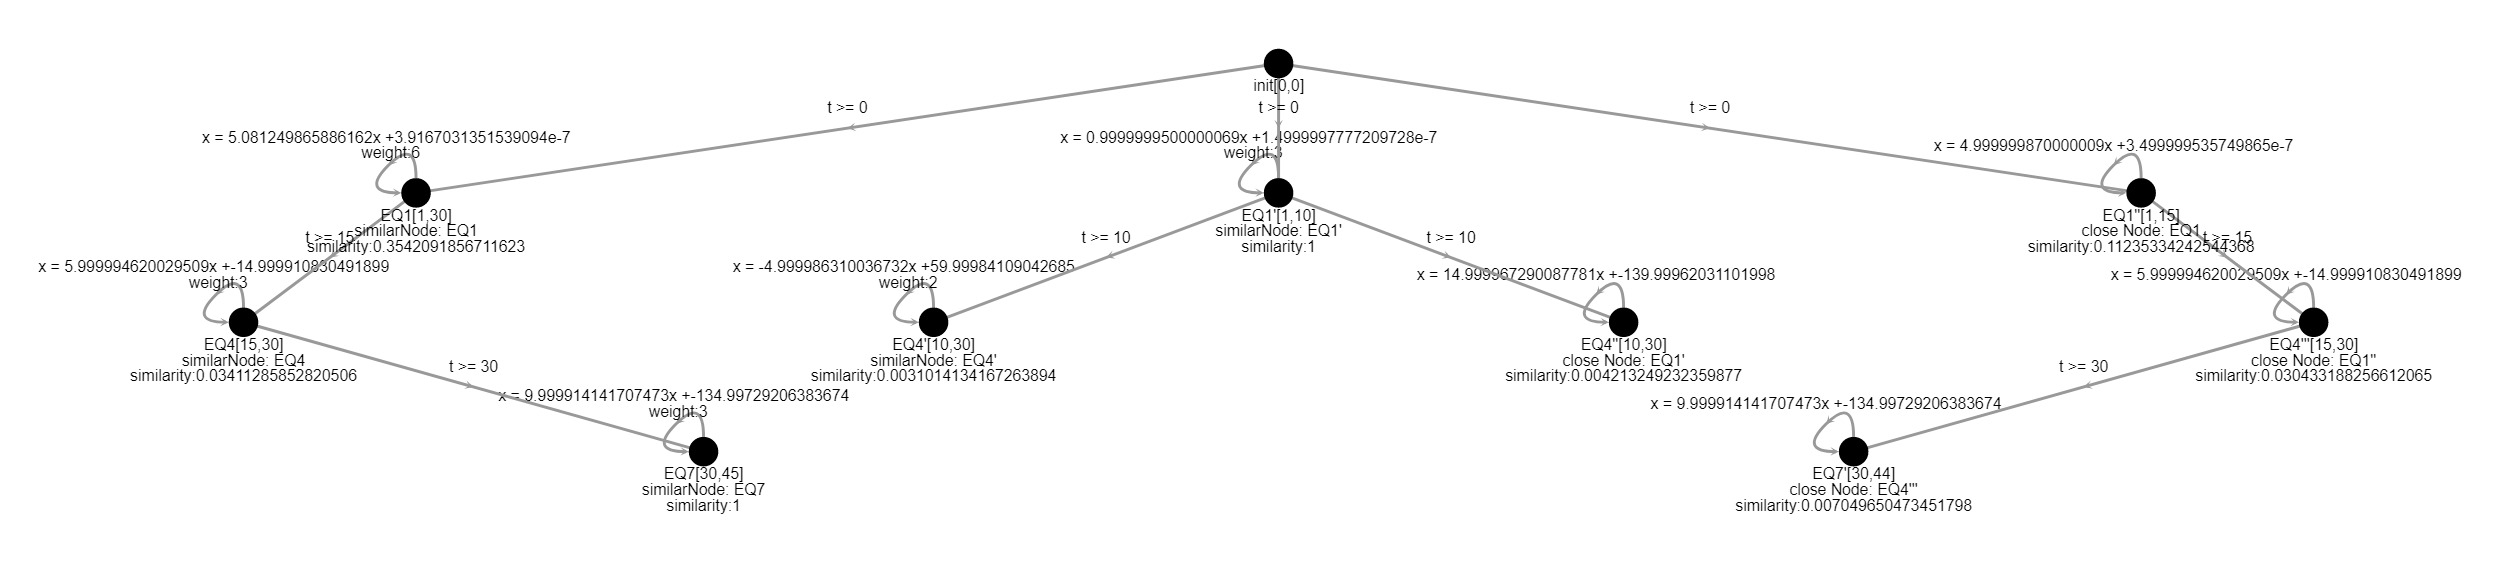 init[0,0]
t >= 0
t >= 0
t >= 0
x = 5.081249865886162x +3.9167031351539094e-7
weight:6
x = 0.9999999500000069x +1.4999997777209728e-7
weight:3
x = 4.999999870000009x +3.499999535749865e-7
EQ1[1,30]
similarNode: EQ1
similarity:0.3542091856711623
EQ1'[1,10]
similarNode: EQ1'
similarity:1
EQ1"[1,15]
close Node: EQ1
similarity:0.11235334242544368
t >= 15
t >= 10
t >= 10
t >= 15
x = 5.999994620029509x +-14.999910830491899
weight:3
x = -4.999986310036732x +59.99984109042685
weight:2
x = 14.999967290087781x +-139.99962031101998
x = 5.999994620029509x +-14.999910830491899
EQ4[15,30]
similarNode: EQ4
similarity:0.03411285852820506
EQ4'[10,30]
similarNode: EQ4'
similarity:0.0031014134167263894
EQ4"[10,30]
close Node: EQ1'
similarity:0.004213249232359877
EQ4"'[15,30]
close Node: EQ1"
similarity:0.030433188256612065
t >= 30
t >= 30
x = 9.999914141707473x +-134.99729206383674
weight:3
x = 9.999914141707473x +-134.99729206383674
EQ7[30,45]
similarNode: EQ7
similarity:1
EQ7'[30,44]
close Node: EQ4"'
similarity:0.007049650473451798